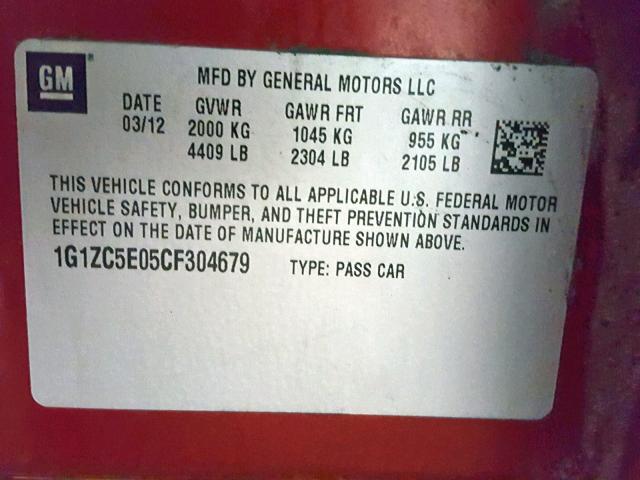 GM
MFD BY GENERAL MOTORS LLC
DATE GVWR GAWR FRT GAWR RR
03/12 2000 KG 1045 KG 955 KG
4409 LB 2304 LB 2105 LB
THIS VEHICLE CONFORMS TO ALL APPLICABLE U.S. FEDERAL MOTOR
VEHICLE SAFETY, BUMPER, AND THEFT PREVENTION STANDARDS IN
EFFECT ON THE DATE OF MANUFACTURE SHOWN ABOVE.
1G1ZC5E05CF304679 TYPE: PASS CAR